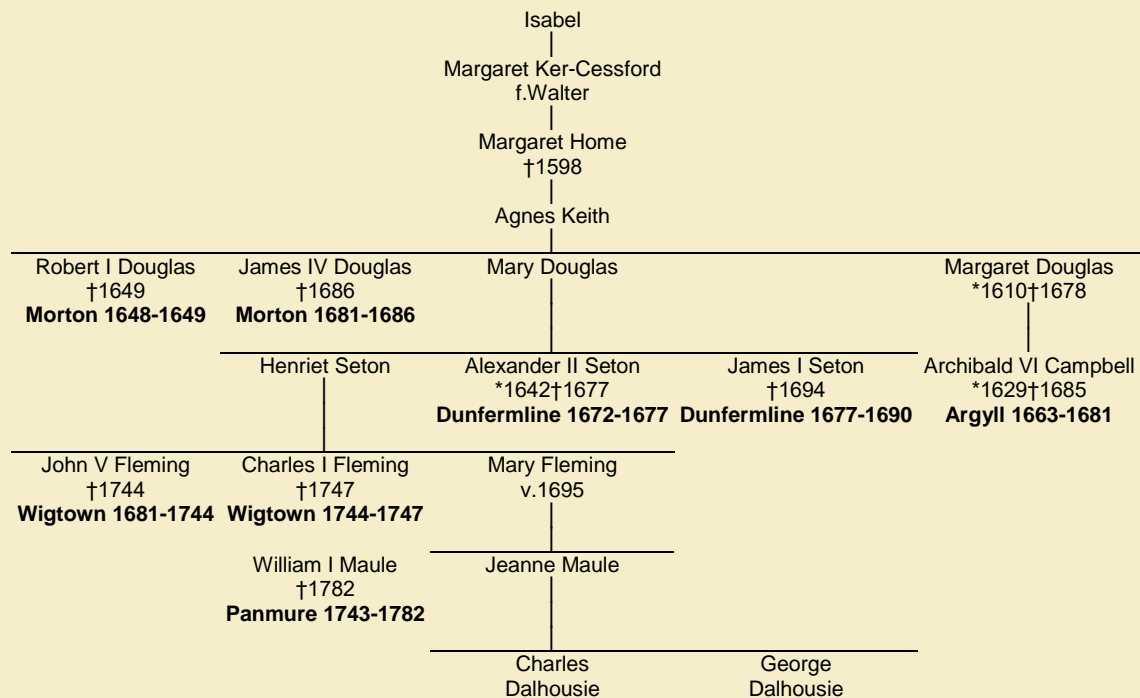 Isabel
Margaret Ker-Cessford
f.Walter
Margaret Home
†1598
Agnes Keith
Robert I Douglas James IV Douglas Mary Douglas Margaret Douglas
†1649 †1686 *1610†1678
Morton 1648-1649 Morton 1681-1686
Henriet Seton Alexander II Seton James I Seton Archibald VI Campbell
*1642†1677 †1694 *1629†1685
Dunfermline 1672-1677 Dunfermline 1677-1690 Argyll 1663-1681
John V Fleming Charles I Fleming Mary Fleming
†1744 †1747 v.1695
Wigtown 1681-1744 Wigtown 1744-1747
William I Maule Jeanne Maule
†1782
Panmure 1743-1782
Charles George
Dalhousie Dalhousie